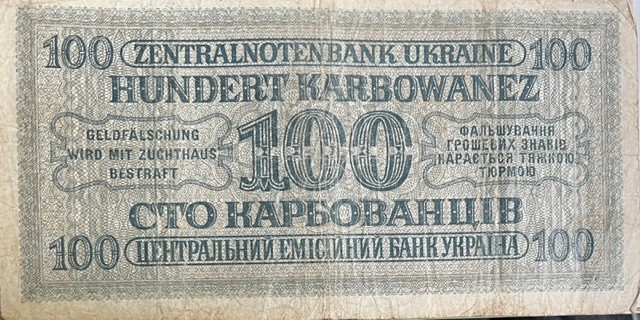 100 ZENTRALNOTENBANK UKRAINE 100
HUNDERT KARBOWANEZ
GELDFÄLSCHUNG
WIRD MIT ZUCHTHAUS
BESTRAFT
100
ФАЛЬШУВАННЯ
ГРОШЕВИХ ЗНАКІВ
КАРАЄТЬСЯ ТЯЖКОЮ
ТЮРМОЮ
СТО КАРБОВАНЦІВ
100 ЦЕНТРАЛЬНИЙ ЕМІСІЙНИЙ БАНК УКРАЇНА 100